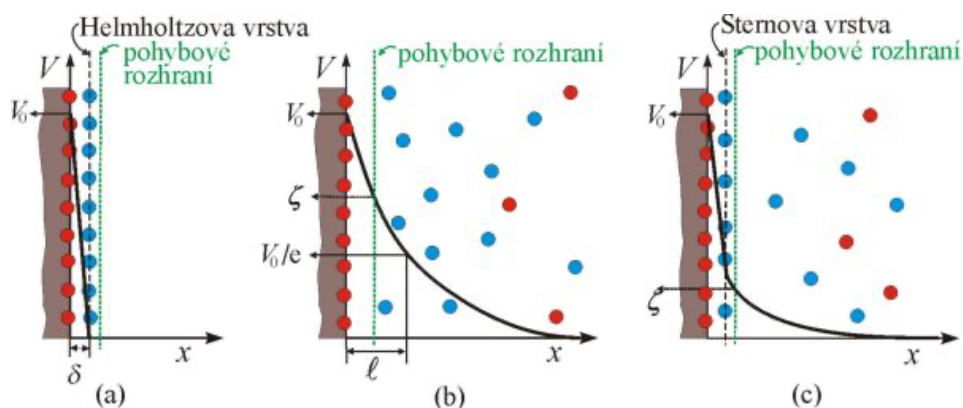 Helmholtzova vrstva
pohybové
rozhraní
V
V₀
x
δ
(a)
pohybové rozhraní
V
V₀
ζ
V₀/e
x
ℓ
(b)
Sternova vrstva
pohybové rozhraní
V
V₀
ζ
x
(c)